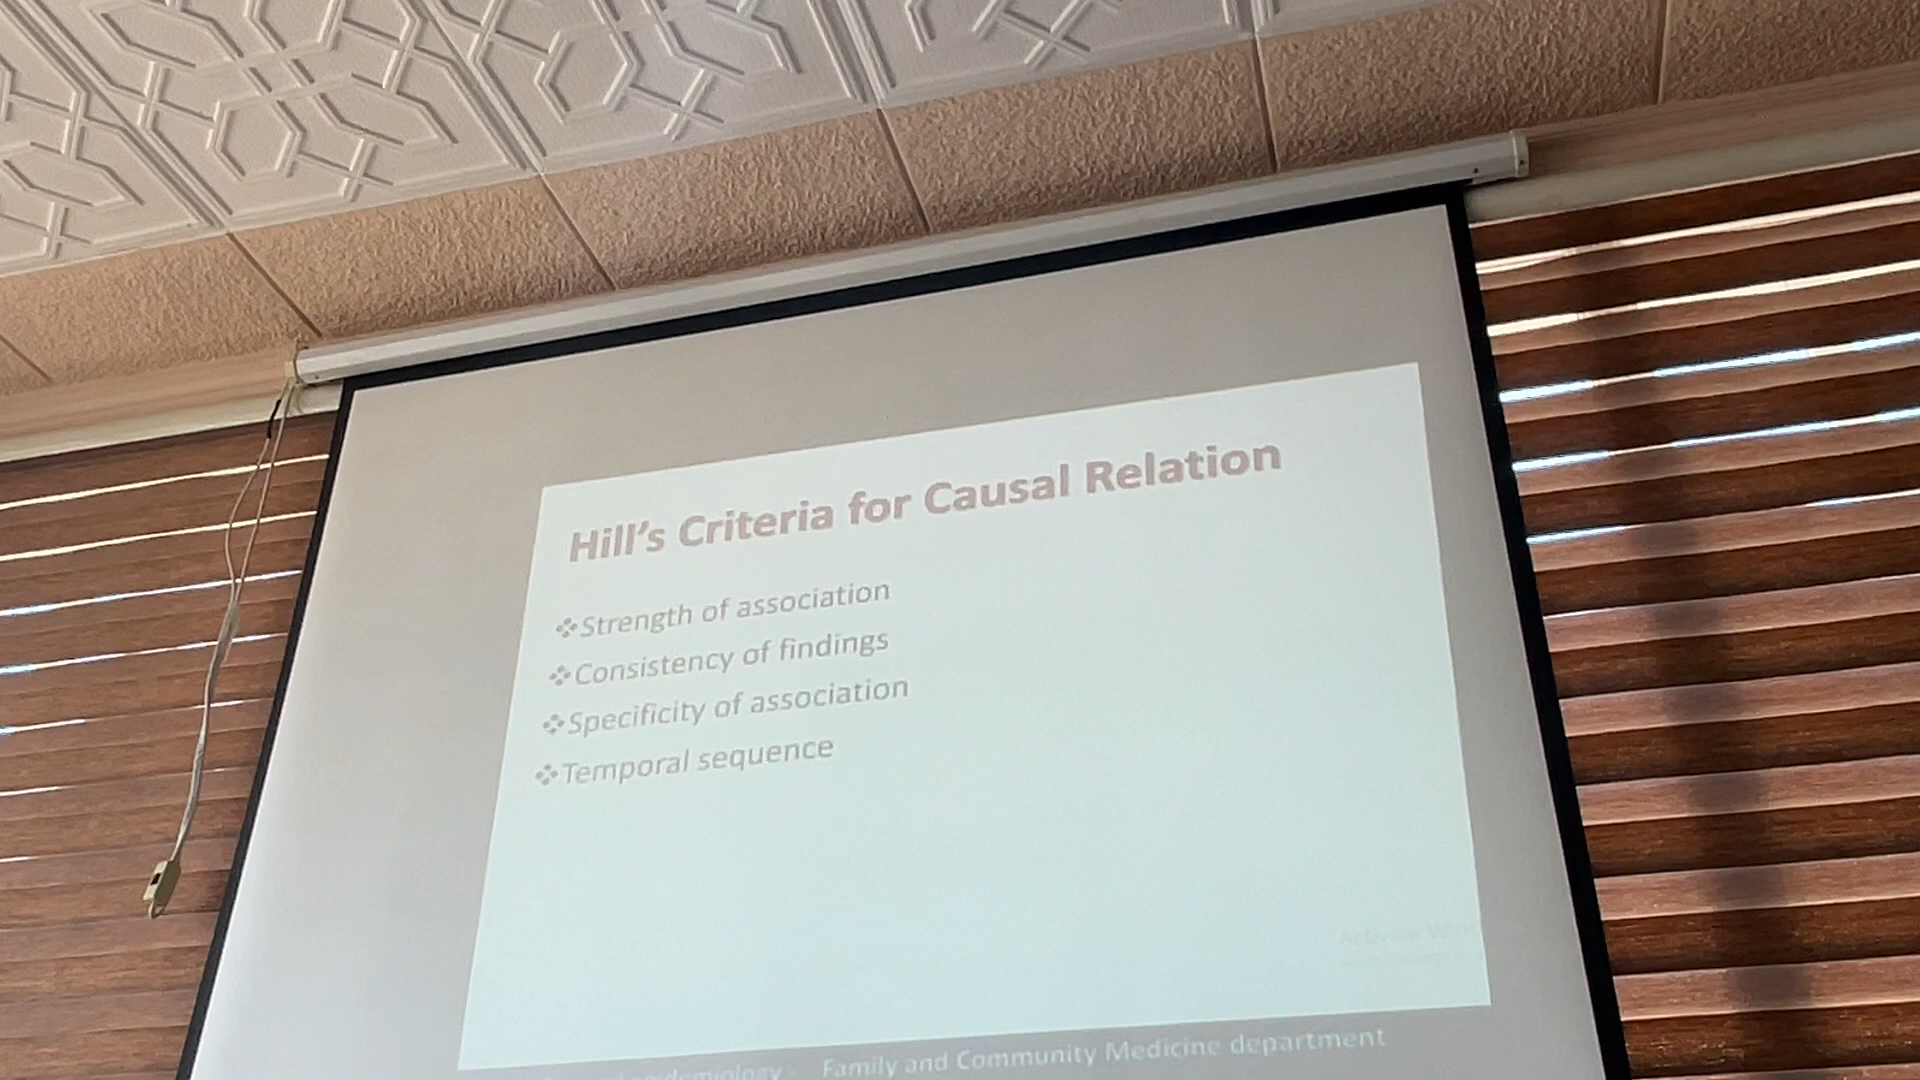 Hill's Criteria for Causal Relation
❖Strength of association
❖Consistency of findings
❖Specificity of association
❖Temporal sequence
Activate
Family and Community Medicine department